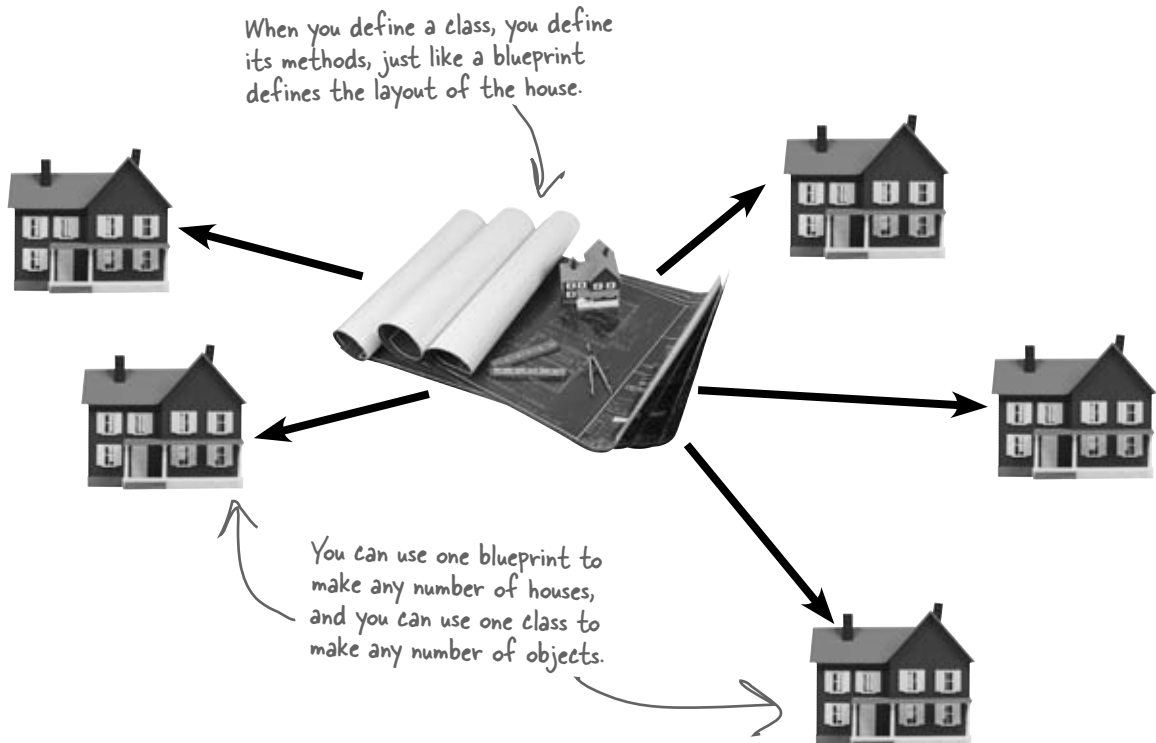 When you define a class, you define
its methods, just like a blueprint
defines the layout of the house.
You can use one blueprint to
make any number of houses,
and you can use one class to
make any number of objects.